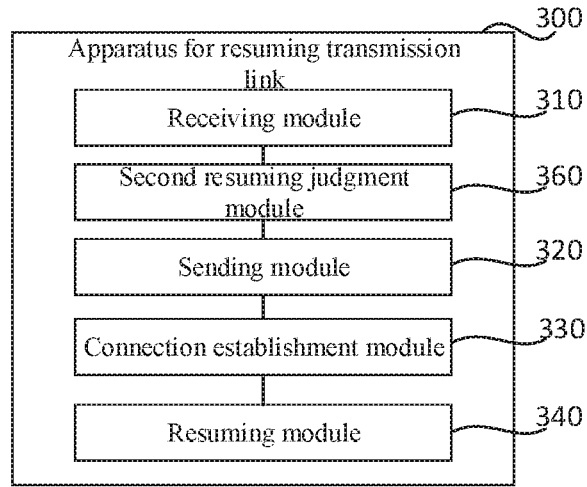 300
Apparatus for resuming transmission
link
Receiving module
310
Second resuming judgment
module
360
Sending module
320
Connection establishment module
330
Resuming module
340